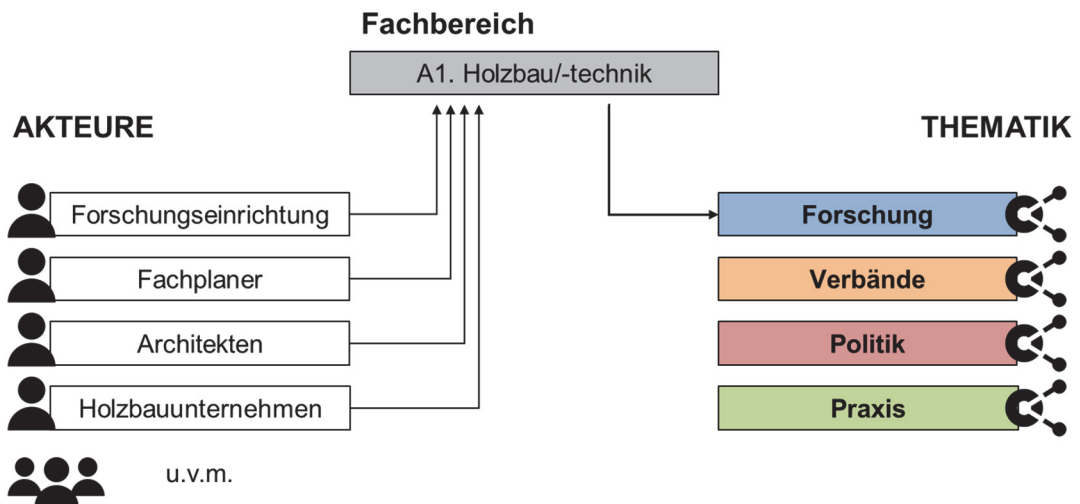 Fachbereich
A1. Holzbau/-technik
AKTEURE
THEMATIK
Forschungseinrichtung
Forschung
Fachplaner
Verbände
Architekten
Politik
Holzbauunternehmen
Praxis
u.v.m.